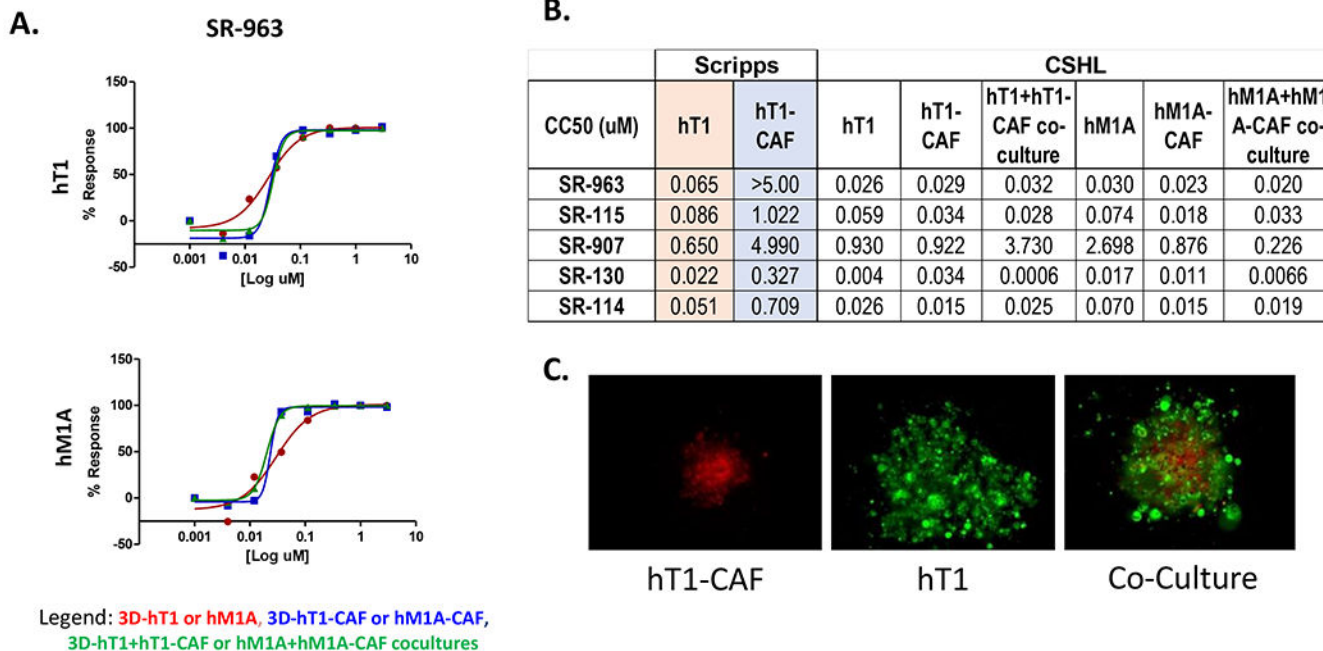 A.
SR-963
hT1
% Response
150
100
50
0
-50
0.001 0.01 0.1 1 10
[Log uM]
hM1A
% Response
150
100
50
0
-50
0.001 0.01 0.1 1 10
[Log uM]
Legend: 3D-hT1 or hM1A, 3D-hT1-CAF or hM1A-CAF,
3D-hT1+hT1-CAF or hM1A+hM1A-CAF cocultures
B.
Scripps CSHL
CC50 (uM) hT1 hT1-CAF hT1 hT1-CAF hT1+hT1-CAF co-culture hM1A hM1A-CAF hM1A+hM1A-CAF co-culture
SR-963 0.065 >5.00 0.026 0.029 0.032 0.030 0.023 0.020
SR-115 0.086 1.022 0.059 0.034 0.028 0.074 0.018 0.033
SR-907 0.650 4.990 0.930 0.922 3.730 2.698 0.876 0.226
SR-130 0.022 0.327 0.004 0.034 0.0006 0.017 0.011 0.0066
SR-114 0.051 0.709 0.026 0.015 0.025 0.070 0.015 0.019
C.
hT1-CAF hT1 Co-Culture